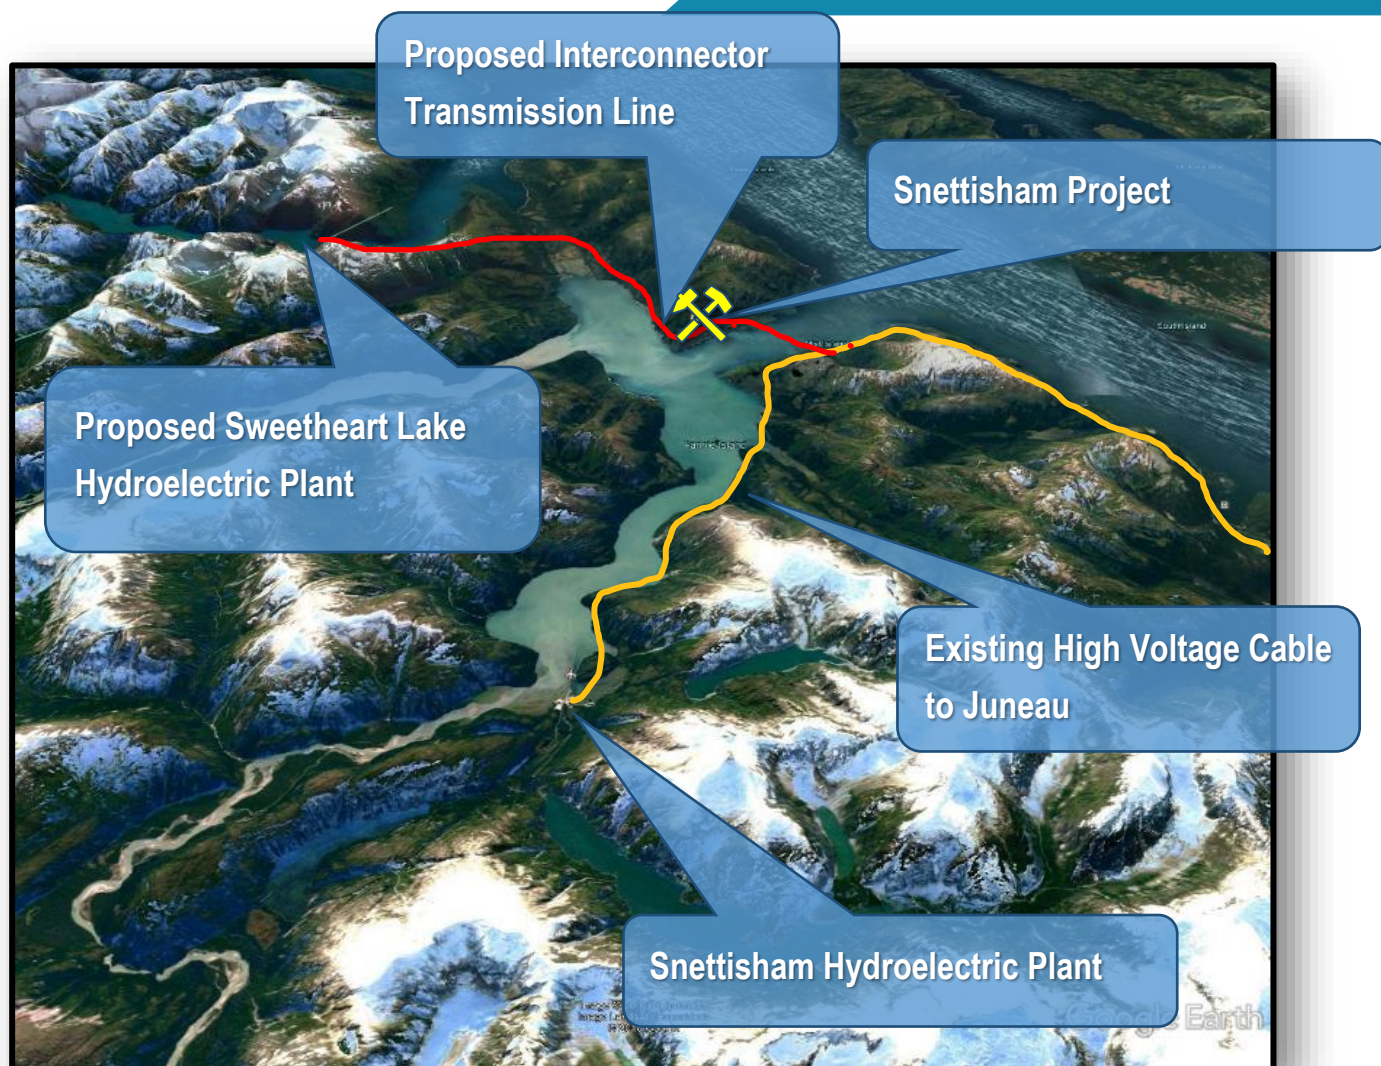 Proposed Interconnector
Transmission Line
Snettisham Project
Proposed Sweetheart Lake
Hydroelectric Plant
Existing High Voltage Cable
to Juneau
Snettisham Hydroelectric Plant
Google Earth